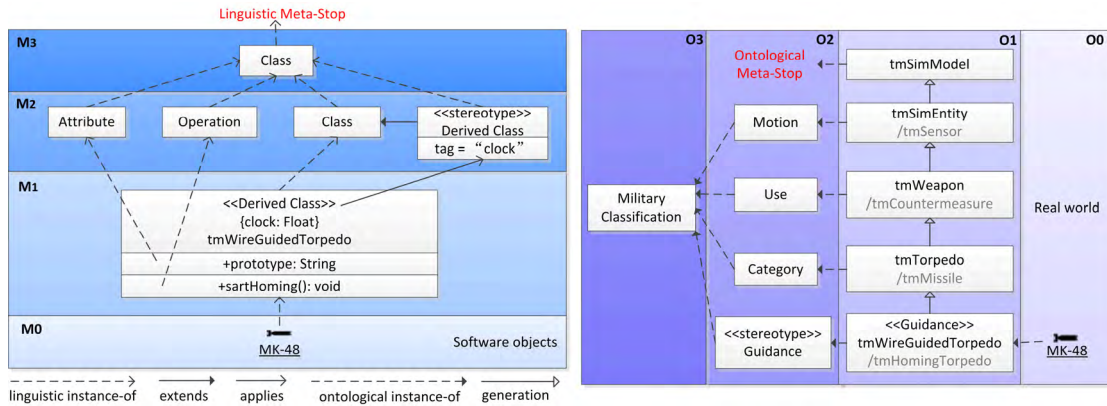 Linguistic Meta-Stop
M3
Class
M2
Attribute
Operation
Class
<<stereotype>>
Derived Class
tag = “clock”
M1
<<Derived Class>>
{clock: Float}
tmWireGuidedTorpedo
+prototype: String
+sartHoming(): void
M0
MK-48
Software objects
linguistic instance-of
extends
applies
ontological instance-of
generation
O3
O2
O1
O0
Ontological
Meta-Stop
tmSimModel
Motion
tmSimEntity
/tmSensor
Military
Classification
Use
tmWeapon
/tmCountermeasure
Real world
Category
tmTorpedo
/tmMissile
<<stereotype>>
Guidance
<<Guidance>>
tmWireGuidedTorpedo
/tmHomingTorpedo
MK-48